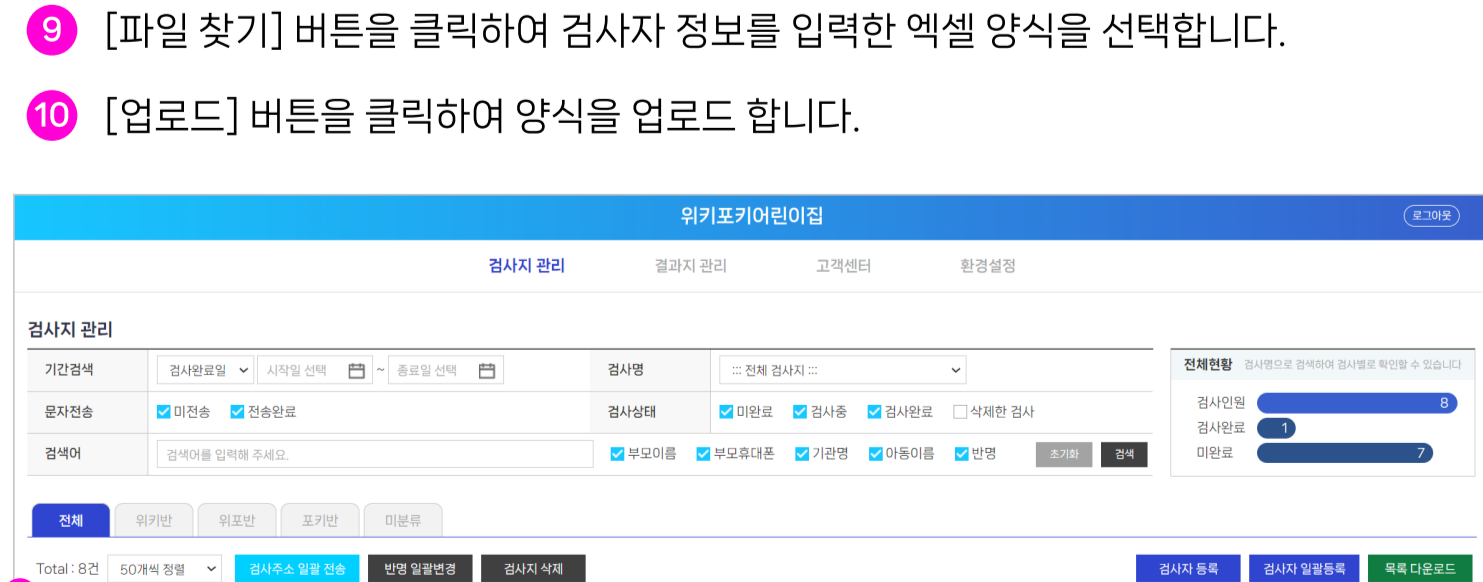 9 [파일 찾기] 버튼을 클릭하여 검사자 정보를 입력한 엑셀 양식을 선택합니다.
10 [업로드] 버튼을 클릭하여 양식을 업로드 합니다.
위키포키어린이집 로그아웃
검사지 관리 결과지 관리 고객센터 환경설정
검사지 관리
기간검색 검사완료일 시작일 선택 ~ 종료일 선택 검사명 ::: 전체 검사지 :::
문자전송 미전송 전송완료 검사상태 미완료 검사중 검사완료 삭제한 검사
검색어 검색어를 입력해 주세요. 부모이름 부모휴대폰 기관명 아동이름 반명 초기화 검색
전체현황 검사명으로 검색하여 검사별로 확인할 수 있습니다
검사인원 8
검사완료 1
미완료 7
전체 위키반 위포반 포키반 미분류
Total : 8건 50개씩 정렬 검사주소 일괄 전송 반명 일괄변경 검사지 삭제 검사자 등록 검사자 일괄등록 목록 다운로드